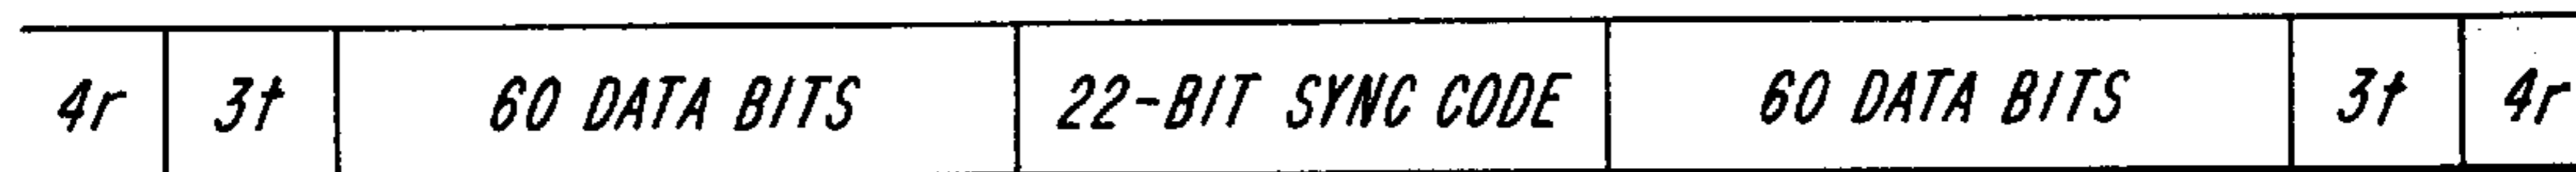 4r 3t 60 DATA BITS 22-BIT SYNC CODE 60 DATA BITS 3t 4r